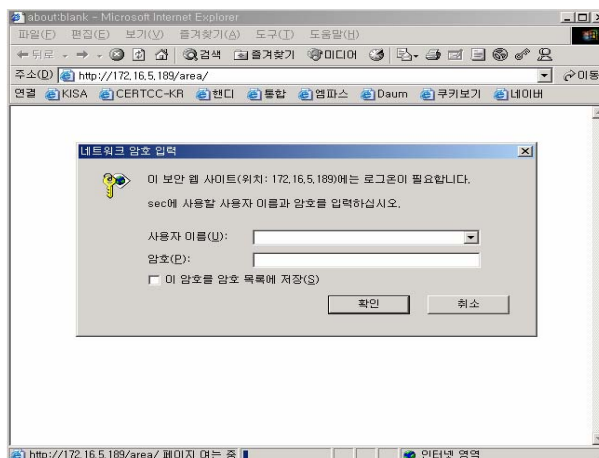 about:blank - Microsoft Internet Explorer
파일(F) 편집(E) 보기(V) 즐겨찾기(A) 도구(T) 도움말(H)
뒤로 검색 즐겨찾기 미디어
주소(D) http://172.16.5.189/area/ 이동
연결 KISA CERTCC-KR 핸디 통합 엠파스 Daum 쿠키보기 네이버
네트워크 암호 입력
이 보안 웹 사이트(위치: 172.16.5.189)에는 로그온이 필요합니다.
sec에 사용할 사용자 이름과 암호를 입력하십시오.
사용자 이름(U):
암호(P):
이 암호를 암호 목록에 저장(S)
확인 취소
http://172.16.5.189/area/ 페이지 여는 중 인터넷 영역